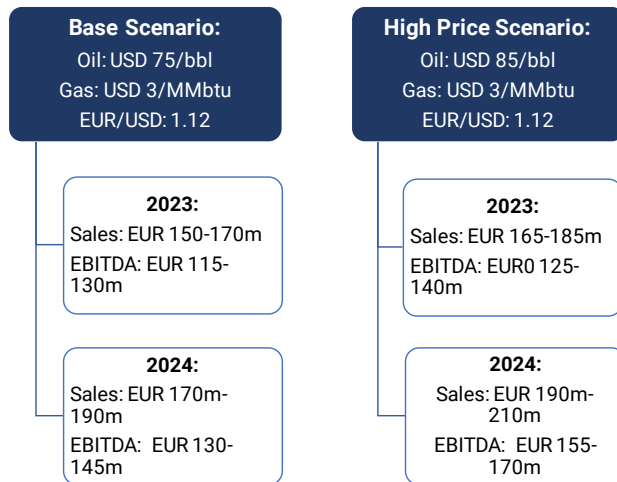 Base Scenario:
Oil: USD 75/bbl
Gas: USD 3/MMbtu
EUR/USD: 1.12
2023:
Sales: EUR 150-170m
EBITDA: EUR 115-
130m
2024:
Sales: EUR 170m-
190m
EBITDA: EUR 130-
145m
High Price Scenario:
Oil: USD 85/bbl
Gas: USD 3/MMbtu
EUR/USD: 1.12
2023:
Sales: EUR 165-185m
EBITDA: EUR0 125-
140m
2024:
Sales: EUR 190m-
210m
EBITDA: EUR 155-
170m